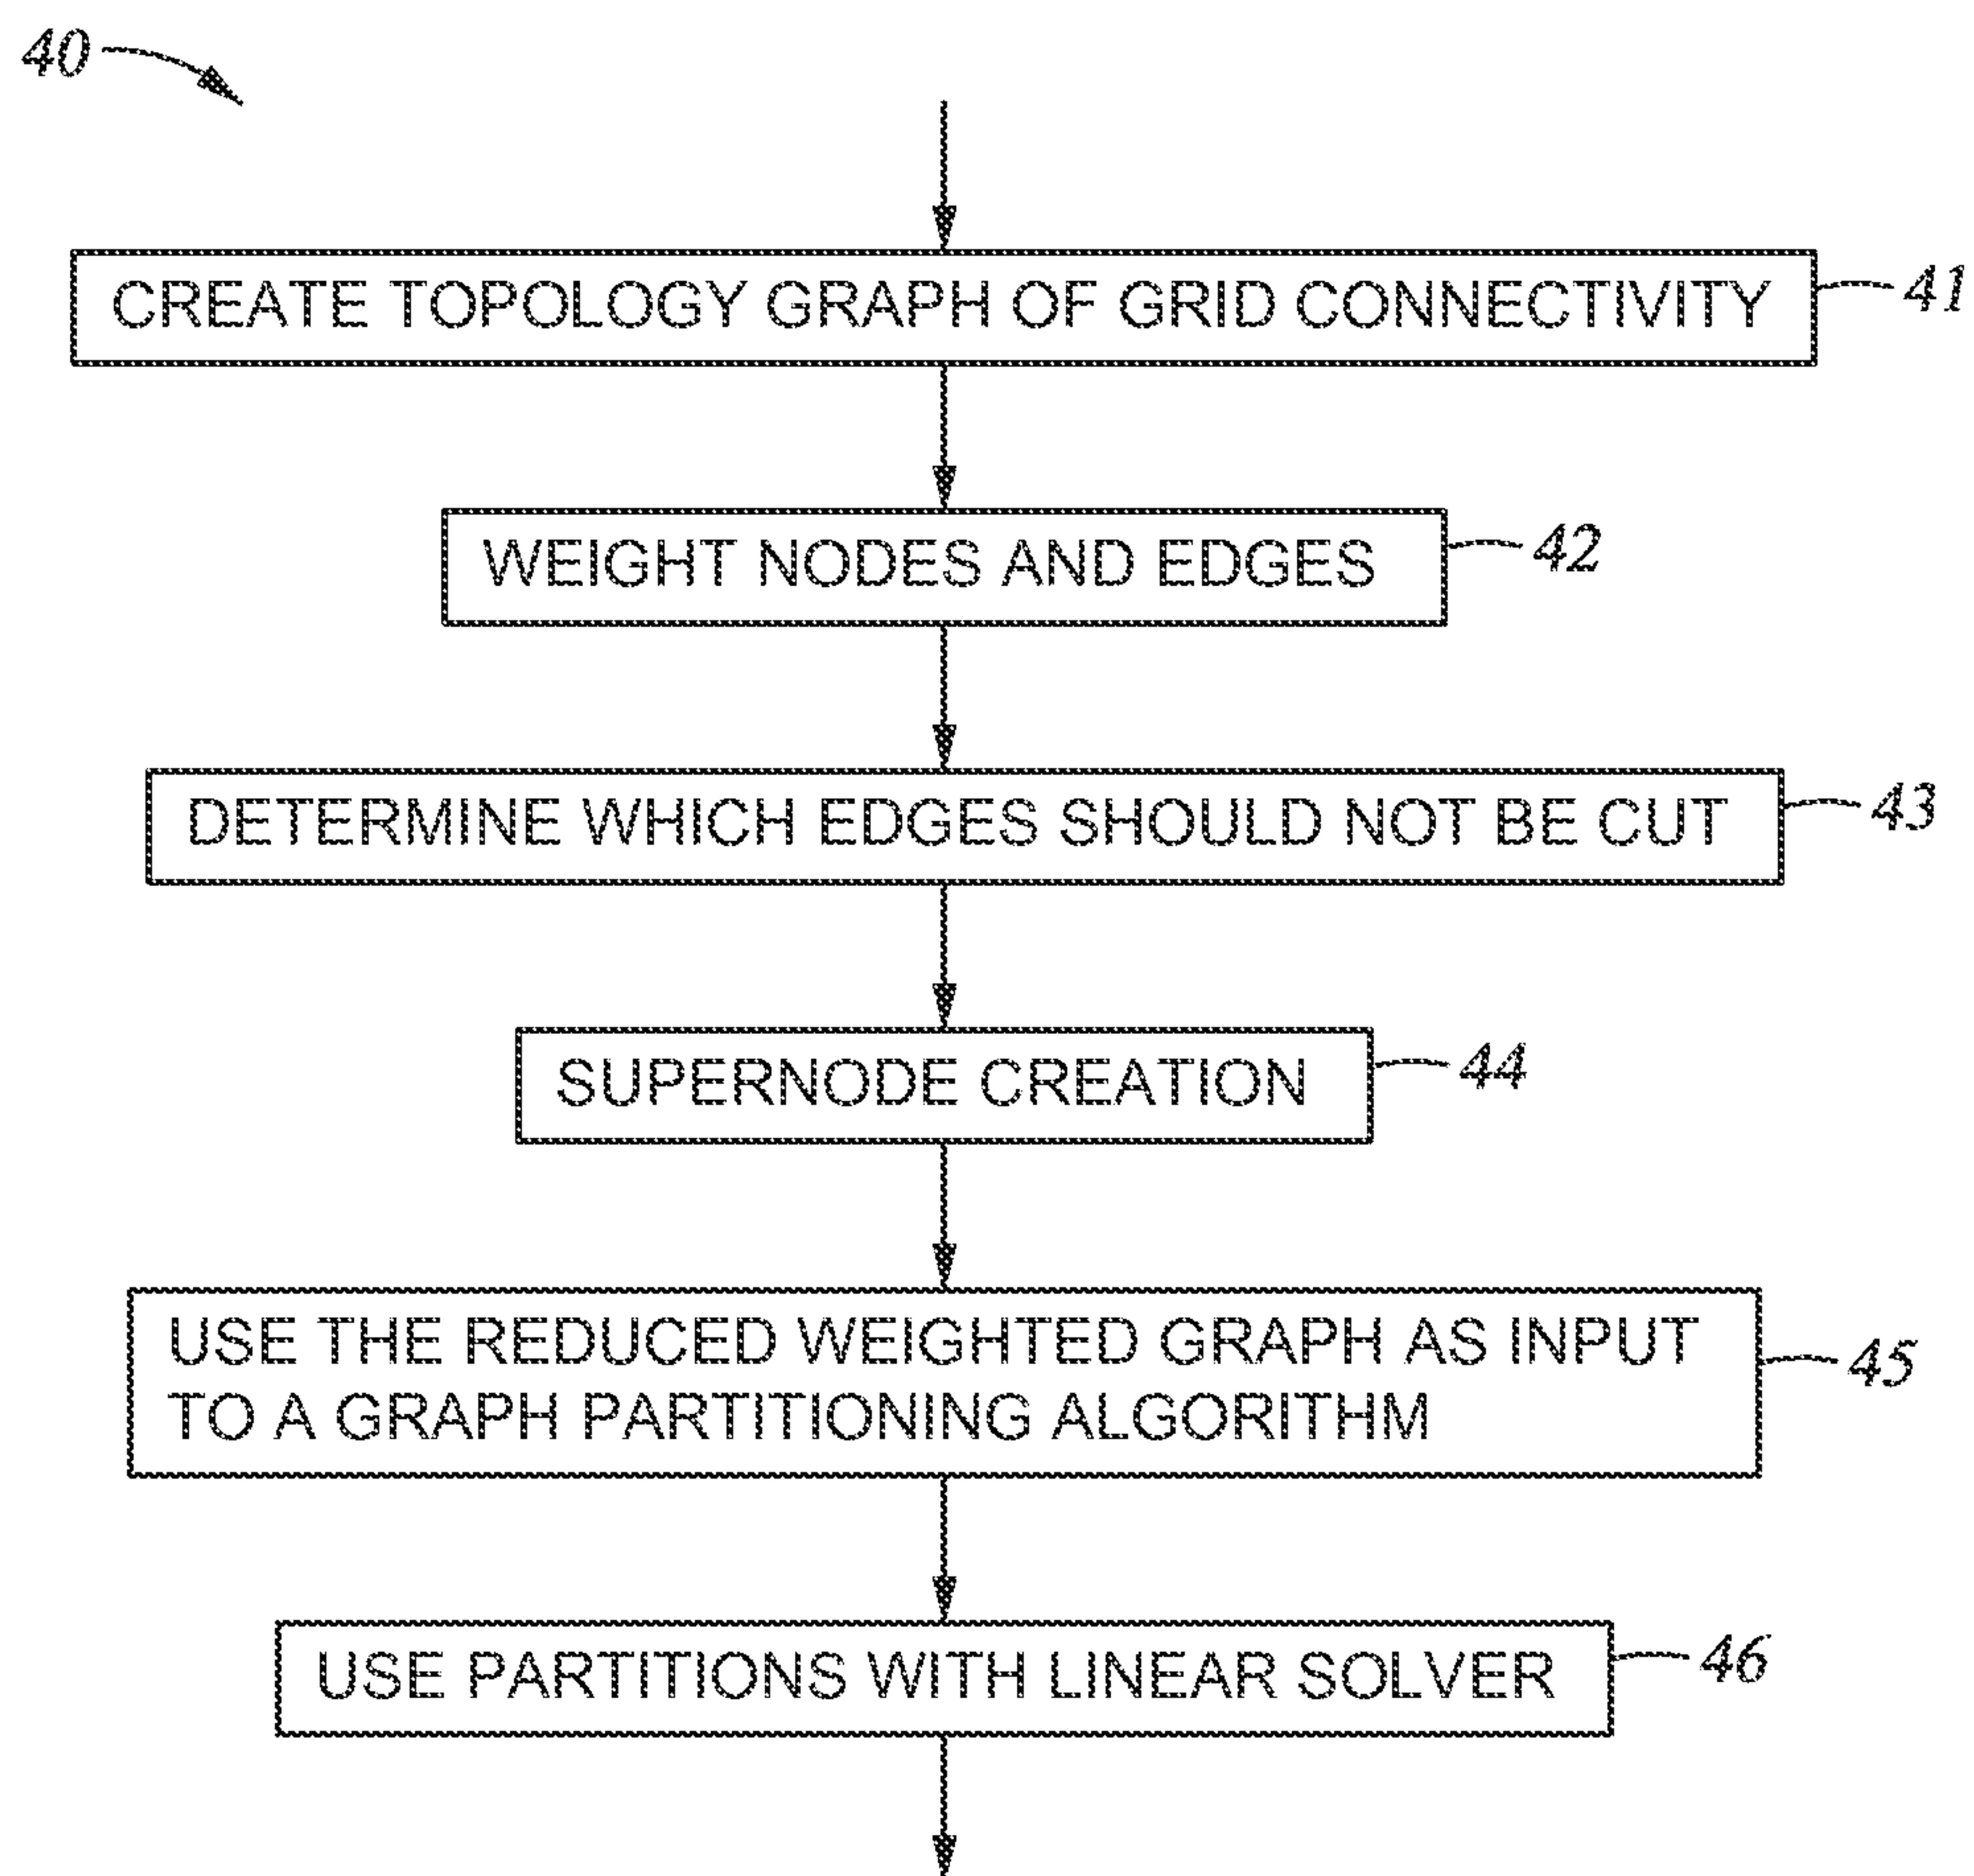 40
CREATE TOPOLOGY GRAPH OF GRID CONNECTIVITY
41
WEIGHT NODES AND EDGES
42
DETERMINE WHICH EDGES SHOULD NOT BE CUT
43
SUPERNODE CREATION
44
USE THE REDUCED WEIGHTED GRAPH AS INPUT
TO A GRAPH PARTITIONING ALGORITHM
45
USE PARTITIONS WITH LINEAR SOLVER
46